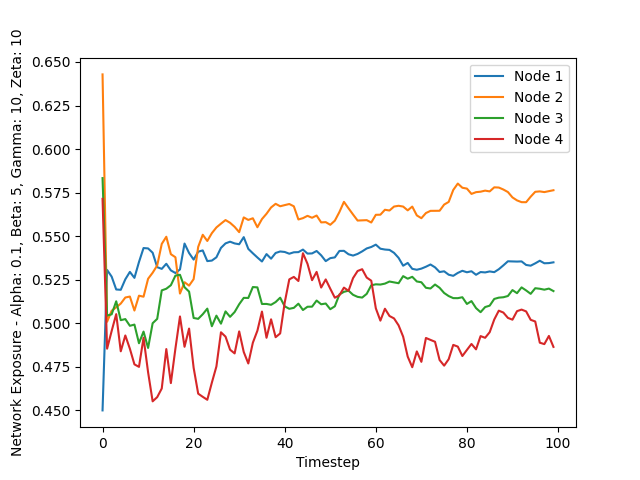 Network Exposure - Alpha: 0.1, Beta: 5, Gamma: 10, Zeta: 10
0.650
0.625
0.600
0.575
0.550
0.525
0.500
0.475
0.450
Node 1
Node 2
Node 3
Node 4
0 20 40 60 80 100
Timestep